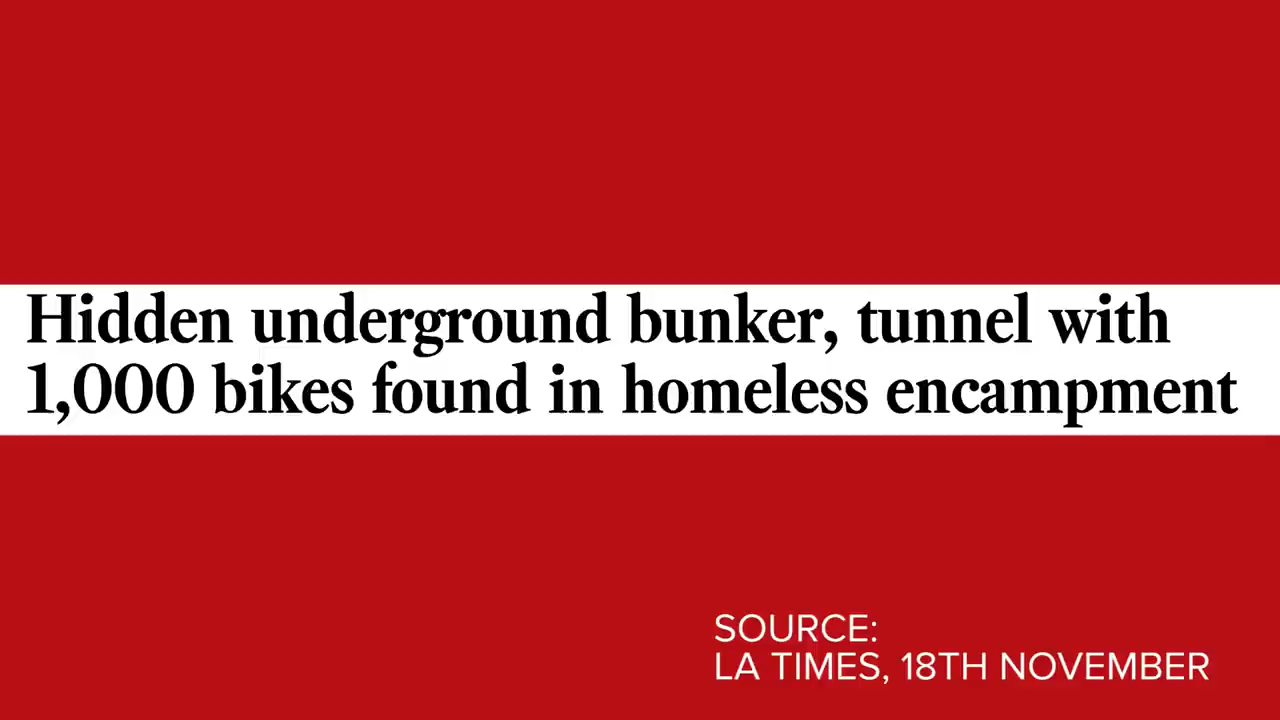 Hidden underground bunker, tunnel with
1,000 bikes found in homeless encampment
SOURCE:
LA TIMES, 18TH NOVEMBER